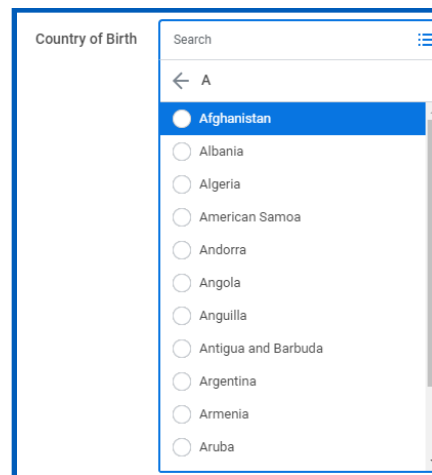 Country of Birth
Search
A
Afghanistan
Albania
Algeria
American Samoa
Andorra
Angola
Anguilla
Antigua and Barbuda
Argentina
Armenia
Aruba